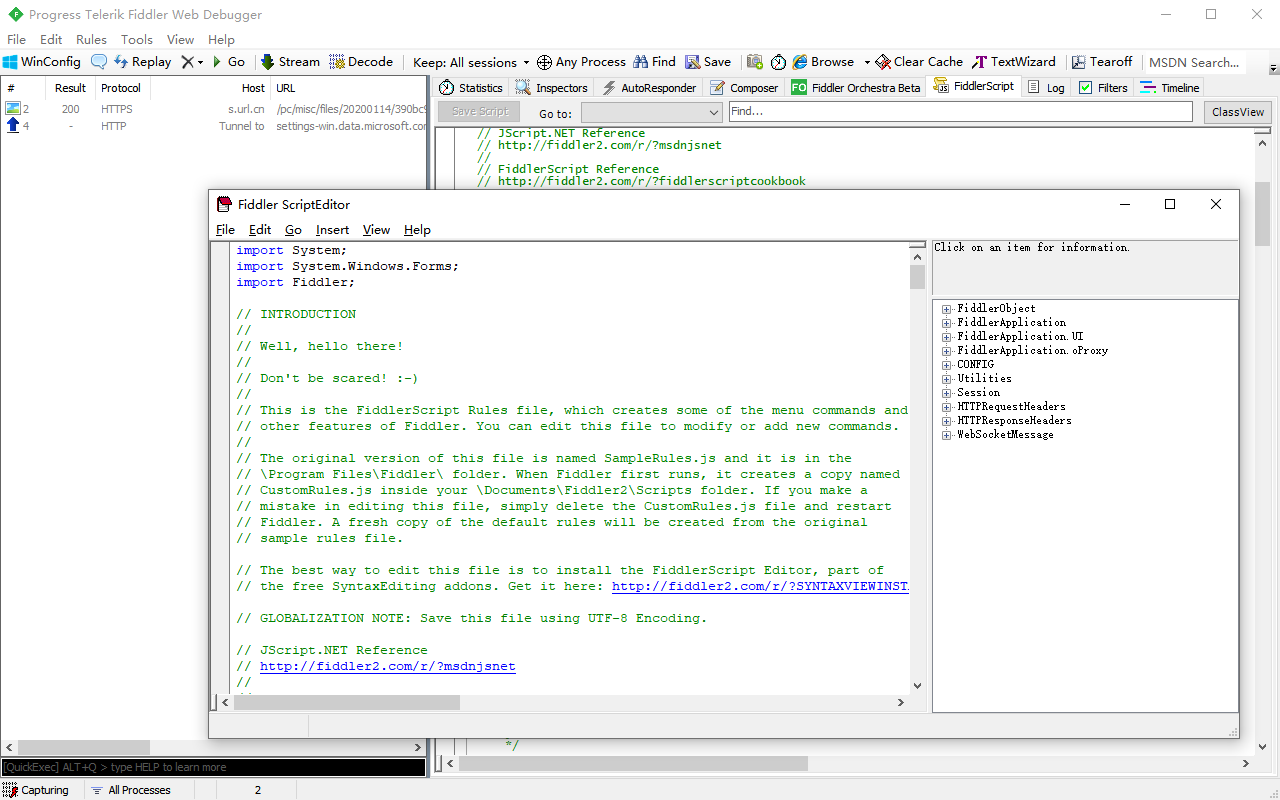 Progress Telerik Fiddler Web Debugger
File Edit Rules Tools View Help
WinConfig Replay Go Stream Decode Keep: All sessions Any Process Find Save Browse Clear Cache TextWizard Tearoff MSDN Search...
# Result Protocol Host URL
2 200 HTTPS s.url.cn /pc/misc/files/20200114/390bc9
4 - HTTP Tunnel to settings-win.data.microsoft.com
Statistics Inspectors AutoResponder Composer FO Fiddler Orchestra Beta FiddlerScript Log Filters Timeline
Save Script Go to: Find... ClassView
// JScript.NET Reference
// http://fiddler2.com/r/?msdnjsnet
//
// FiddlerScript Reference
// http://fiddler2.com/r/?fiddlerscriptcookbook
Fiddler ScriptEditor
File Edit Go Insert View Help
import System;
import System.Windows.Forms;
import Fiddler;
// INTRODUCTION
//
// Well, hello there!
//
// Don't be scared! :-)
//
// This is the FiddlerScript Rules file, which creates some of the menu commands and
// other features of Fiddler. You can edit this file to modify or add new commands.
//
// The original version of this file is named SampleRules.js and it is in the
// \Program Files\Fiddler\ folder. When Fiddler first runs, it creates a copy named
// CustomRules.js inside your \Documents\Fiddler2\Scripts folder. If you make a
// mistake in editing this file, simply delete the CustomRules.js file and restart
// Fiddler. A fresh copy of the default rules will be created from the original
// sample rules file.
// The best way to edit this file is to install the FiddlerScript Editor, part of
// the free SyntaxEditing addons. Get it here: http://fiddler2.com/r/?SYNTAXVIEWINST
// GLOBALIZATION NOTE: Save this file using UTF-8 Encoding.
// JScript.NET Reference
// http://fiddler2.com/r/?msdnjsnet
//
Click on an item for information.
FiddlerObject
FiddlerApplication
FiddlerApplication.UI
FiddlerApplication.oProxy
CONFIG
Utilities
Session
HTTPRequestHeaders
HTTPResponseHeaders
WebSocketMessage
*/
[QuickExec] ALT+Q > type HELP to learn more
Capturing All Processes 2